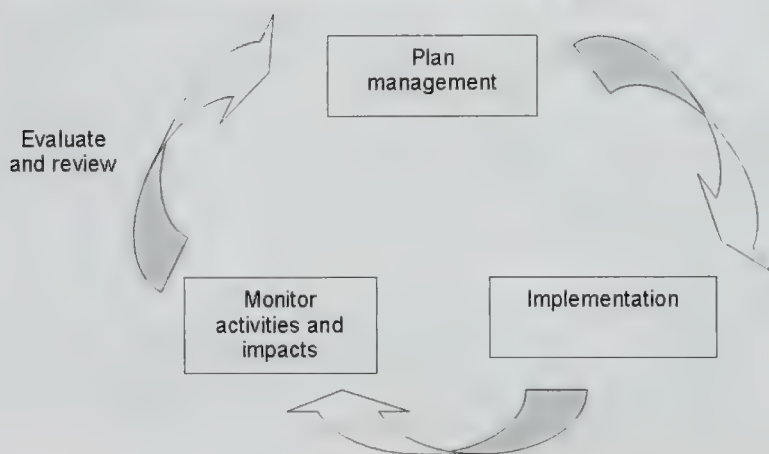 Plan
management
Evaluate
and review
Monitor
activities and
impacts
Implementation